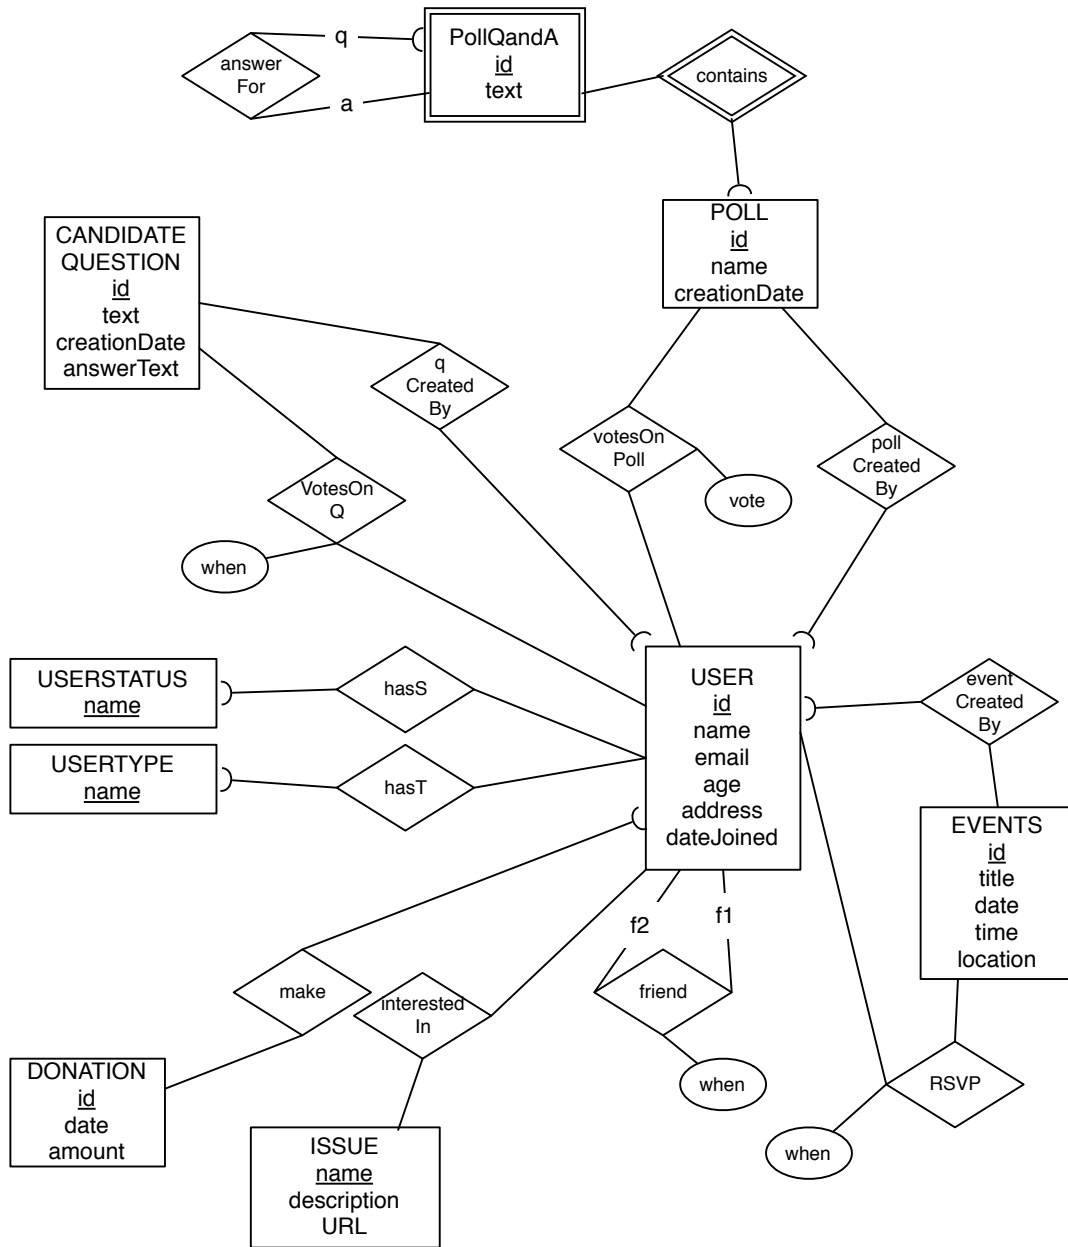 q
answer
For
a
PollQandA
id
text
contains
POLL
id
name
creationDate
CANDIDATE
QUESTION
id
text
creationDate
answerText
q
Created
By
votesOn
Poll
vote
poll
Created
By
VotesOn
Q
when
USERSTATUS
name
hasS
USERTYPE
name
hasT
USER
id
name
email
age
address
dateJoined
event
Created
By
EVENTS
id
title
date
time
location
f2
f1
friend
when
make
interested
In
RSVP
when
DONATION
id
date
amount
ISSUE
name
description
URL